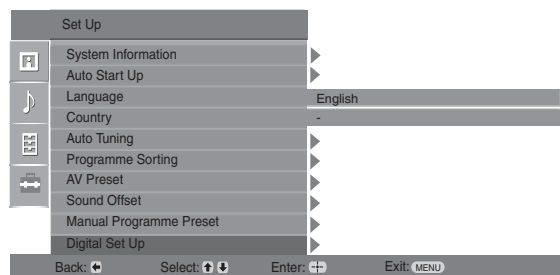 Set Up
System Information
Auto Start Up
Language English
Country -
Auto Tuning
Programme Sorting
AV Preset
Sound Offset
Manual Programme Preset
Digital Set Up
Back: Select: Enter: Exit: MENU